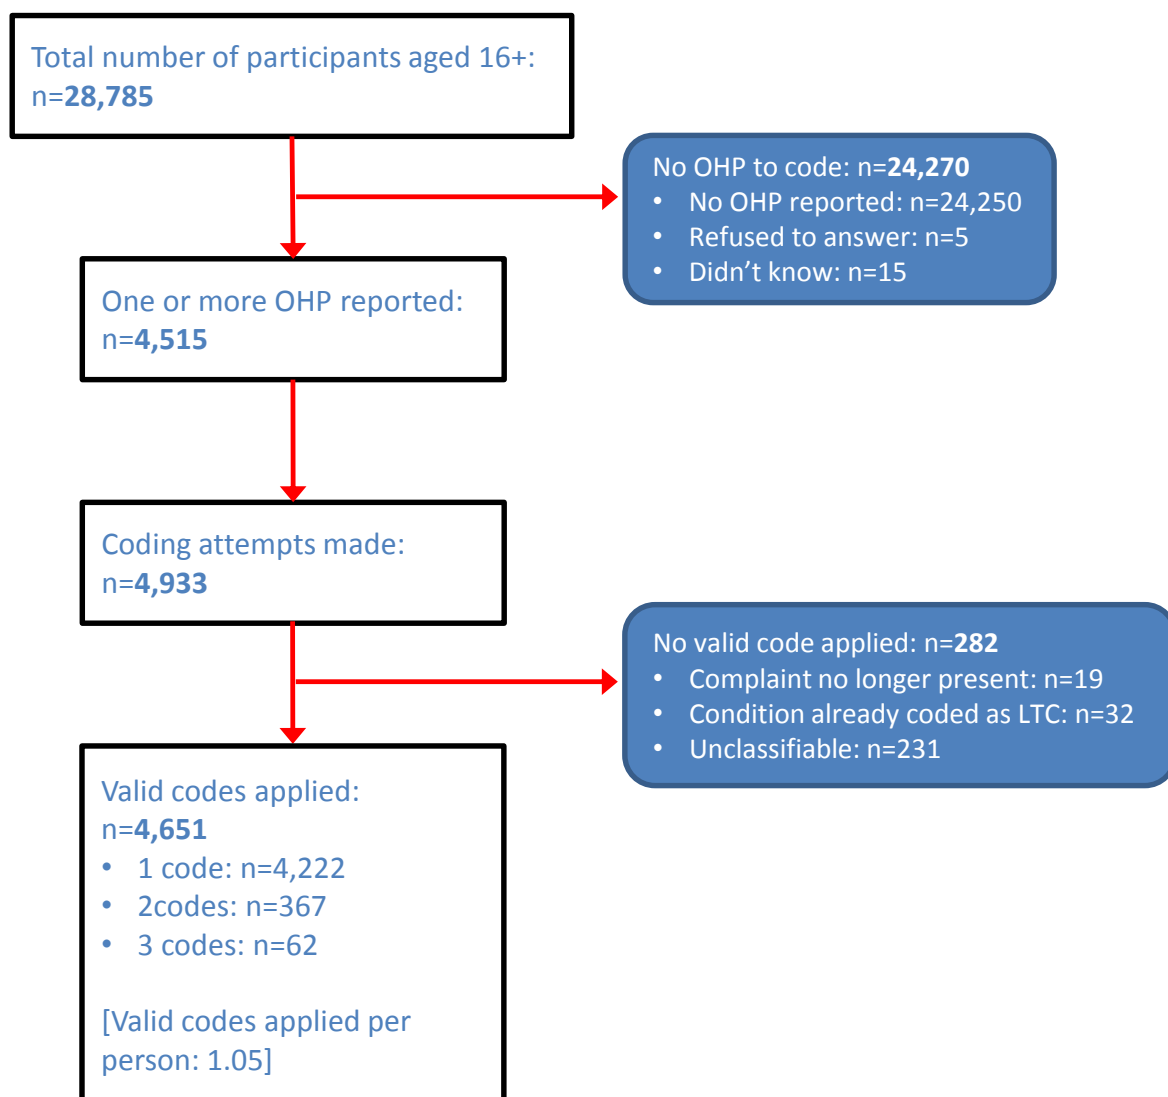 Total number of participants aged 16+:
n=28,785
No OHP to code: n=24,270
• No OHP reported: n=24,250
• Refused to answer: n=5
• Didn't know: n=15
One or more OHP reported:
n=4,515
Coding attempts made:
n=4,933
No valid code applied: n=282
• Complaint no longer present: n=19
• Condition already coded as LTC: n=32
• Unclassifiable: n=231
Valid codes applied:
n=4,651
• 1 code: n=4,222
• 2codes: n=367
• 3 codes: n=62
[Valid codes applied per
person: 1.05]